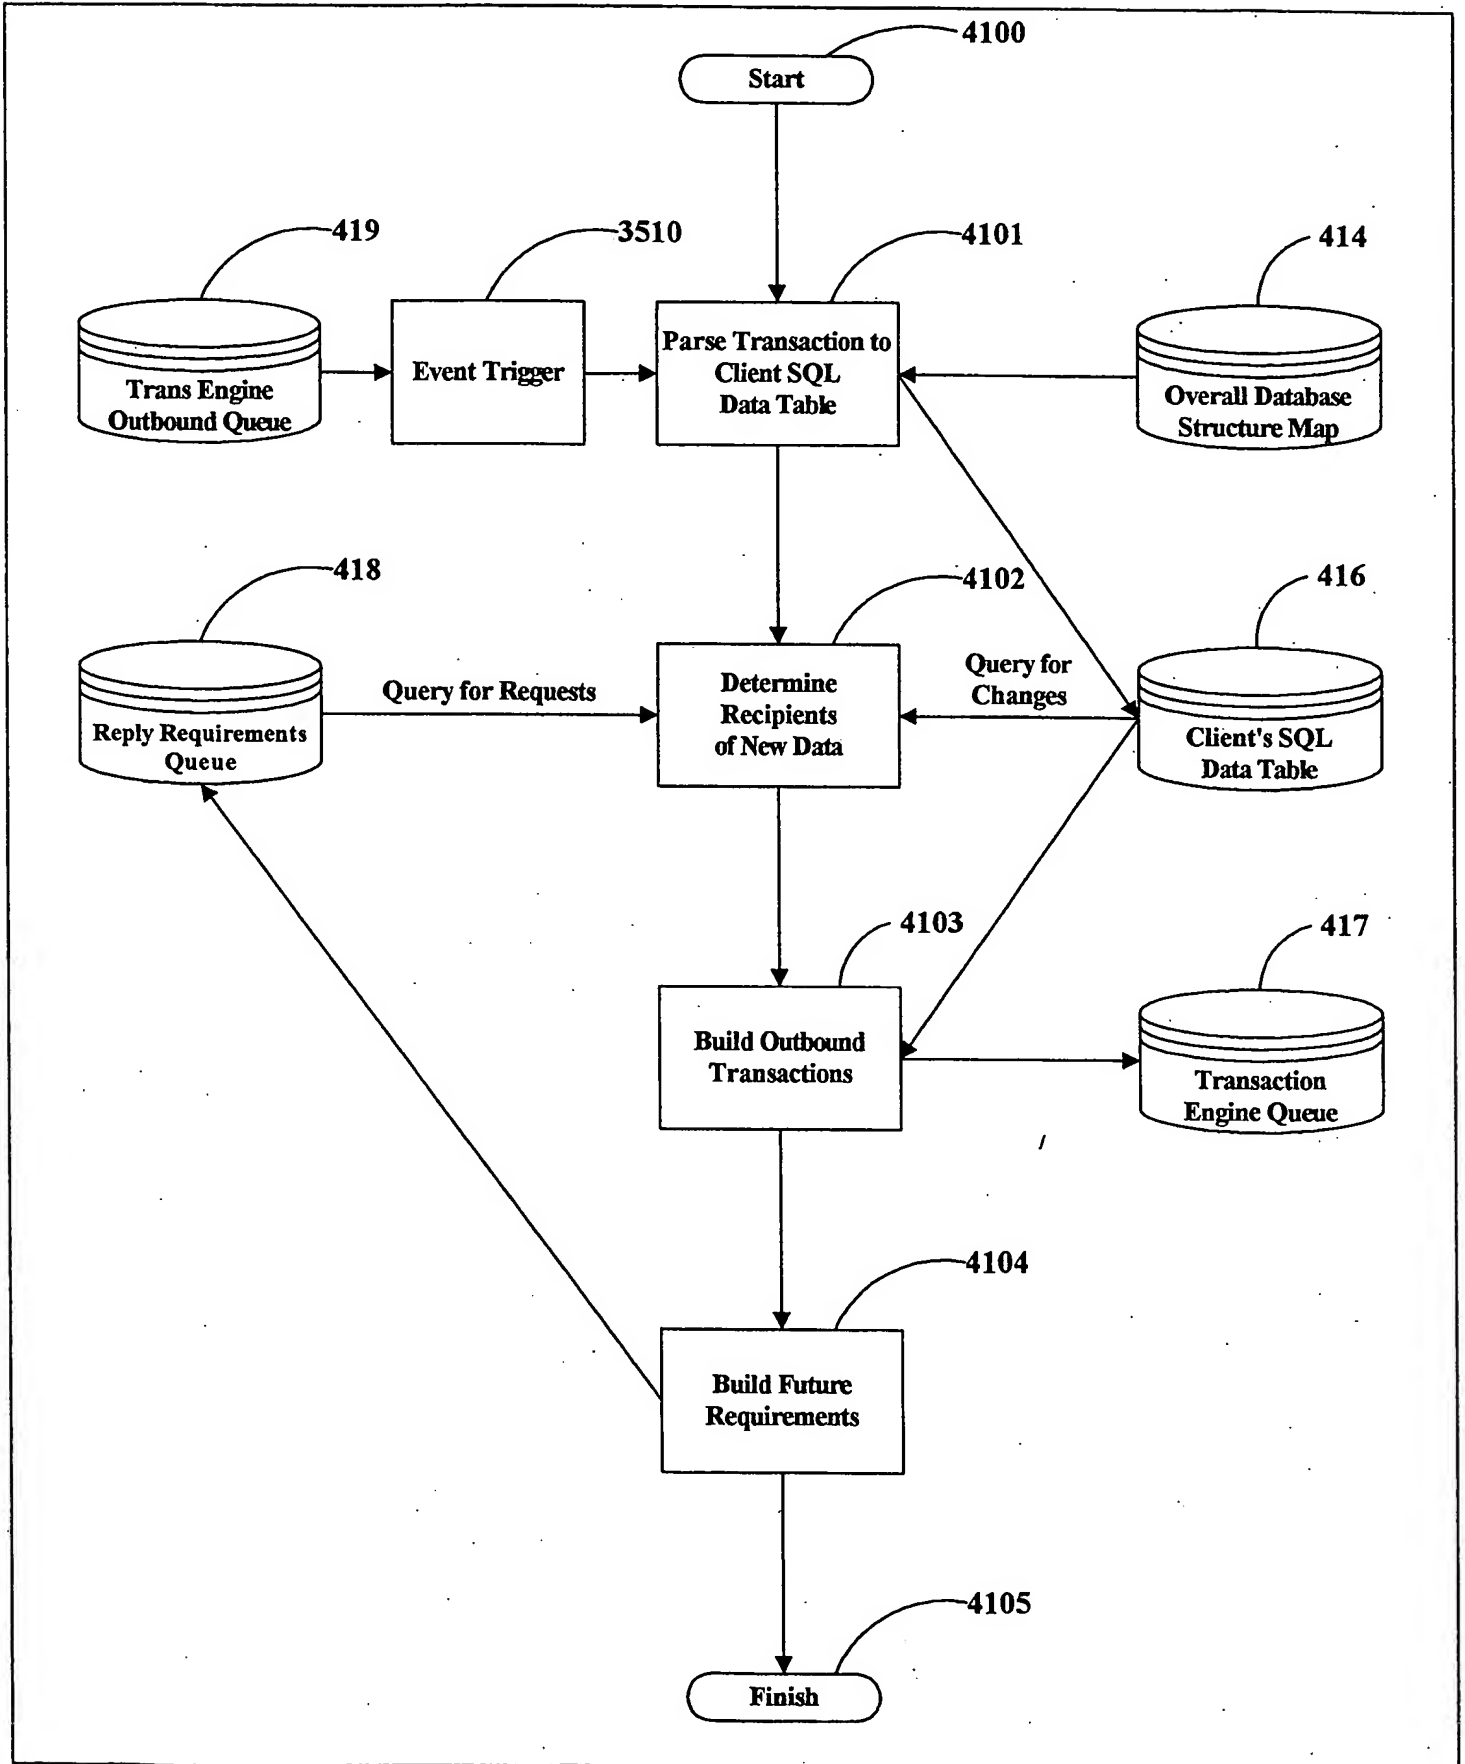 4100
Start
419
3510
4101
414
Trans Engine
Outbound Queue
Event Trigger
Parse Transaction to
Client SQL
Data Table
Overall Database
Structure Map
418
4102
416
Reply Requirements
Queue
Query for Requests
Determine
Recipients
of New Data
Query for
Changes
Client's SQL
Data Table
4103
417
Build Outbound
Transactions
Transaction
Engine Queue
4104
Build Future
Requirements
4105
Finish